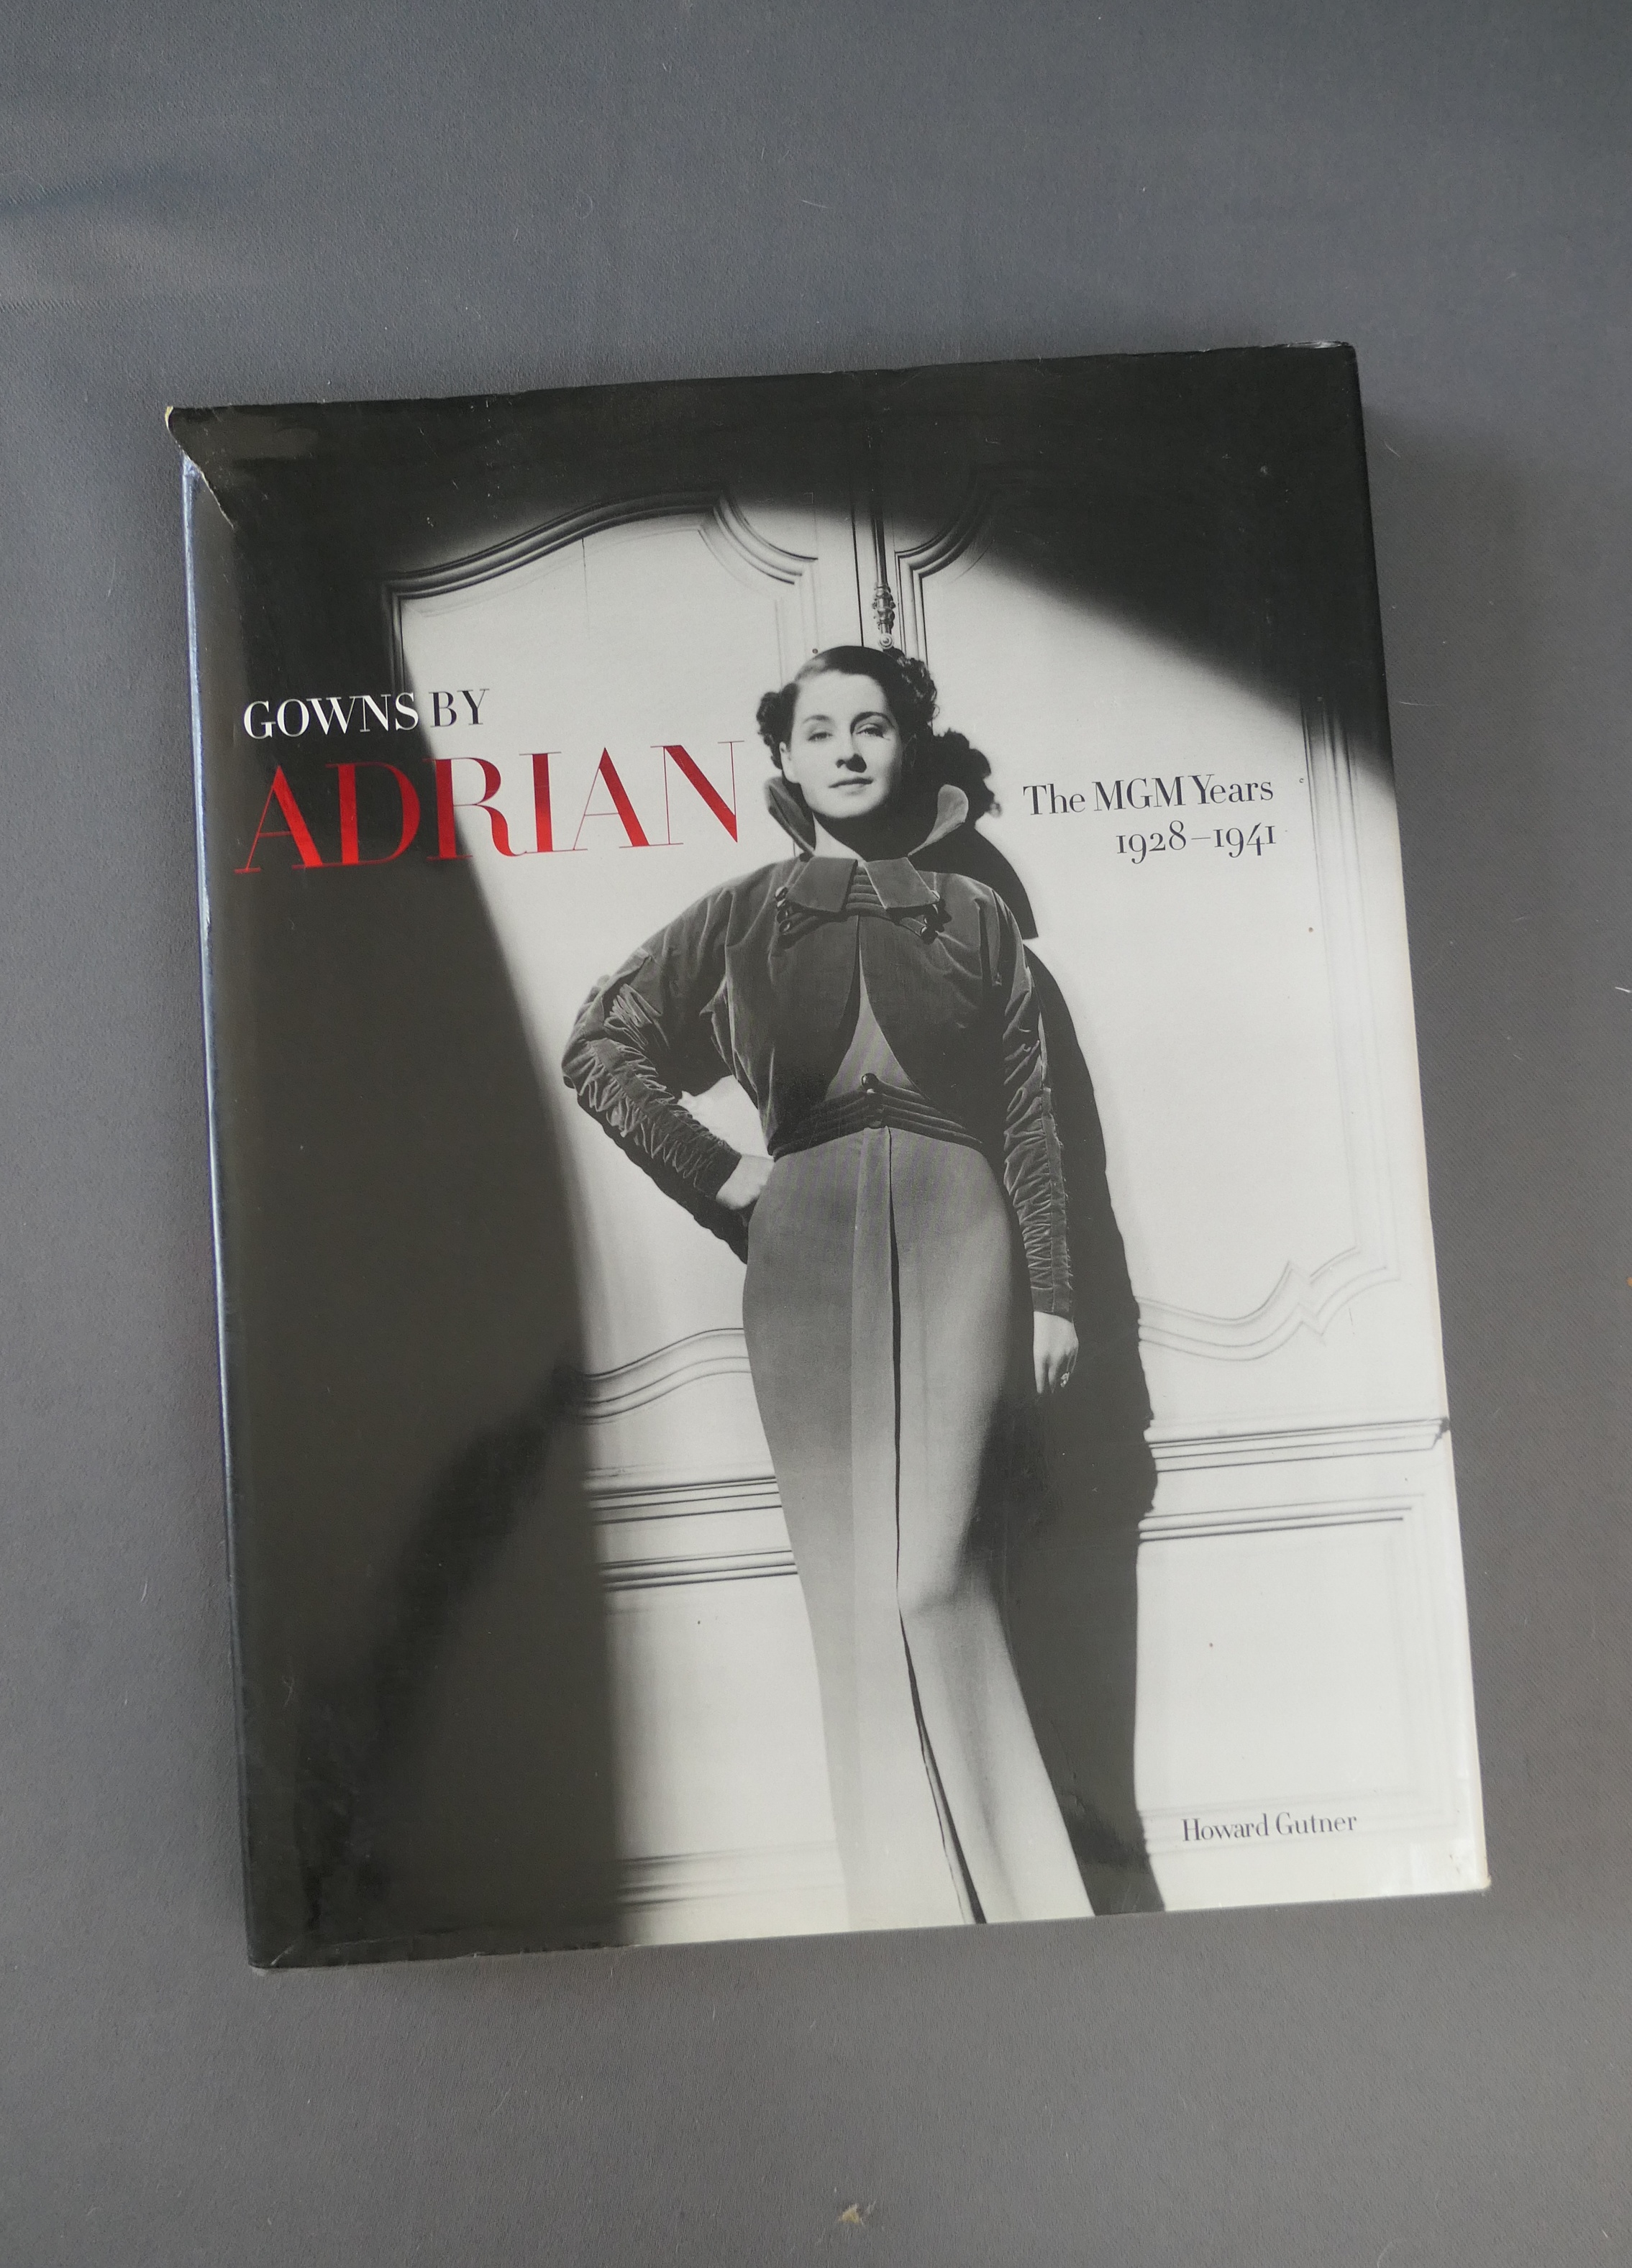 GOWNS BY
ADRIAN
The MGM Years
1928–1941
Howard Gutner